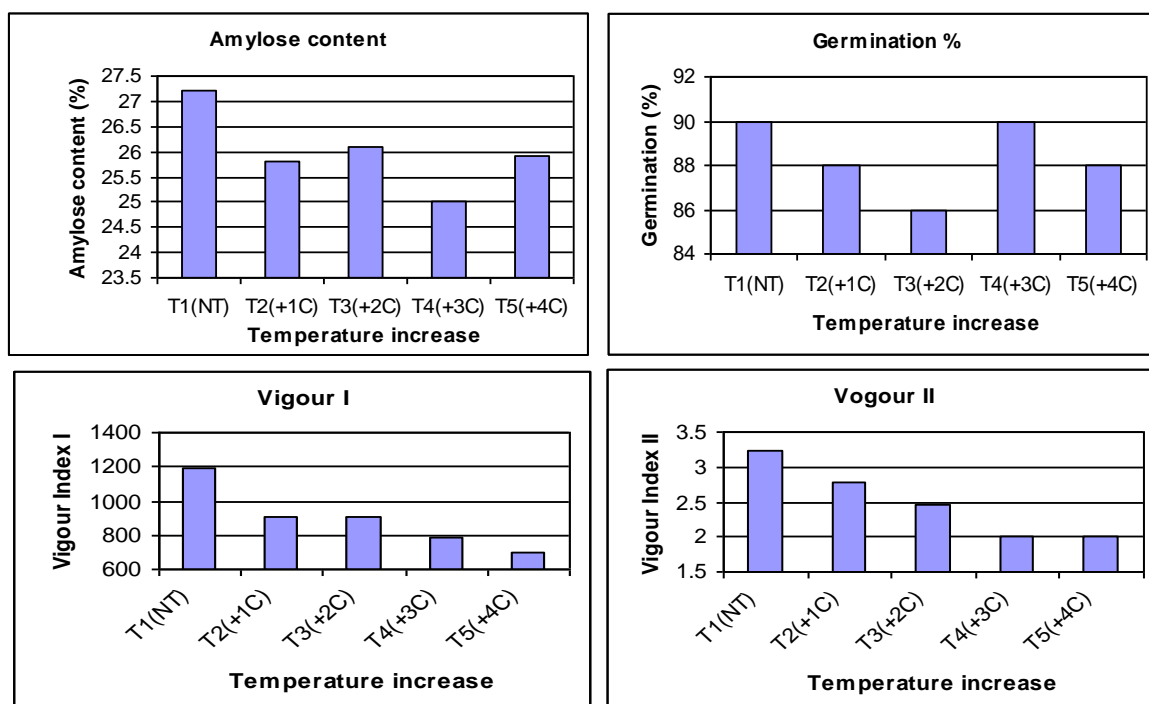 Amylose content
Amylose content (%)
27.5
27
26.5
26
25.5
25
24.5
24
23.5
T1(NT) T2(+1C) T3(+2C) T4(+3C) T5(+4C)
Temperature increase
Germination %
Germination (%)
92
90
88
86
84
T1(NT) T2(+1C) T3(+2C) T4(+3C) T5(+4C)
Temperature increase
Vigour I
Vigour Index I
1400
1200
1000
800
600
T1(NT) T2(+1C) T3(+2C) T4(+3C) T5(+4C)
Temperature increase
Vogour II
Vigour Index II
3.5
3
2.5
2
1.5
T1(NT) T2(+1C) T3(+2C) T4(+3C) T5(+4C)
Temperature increase